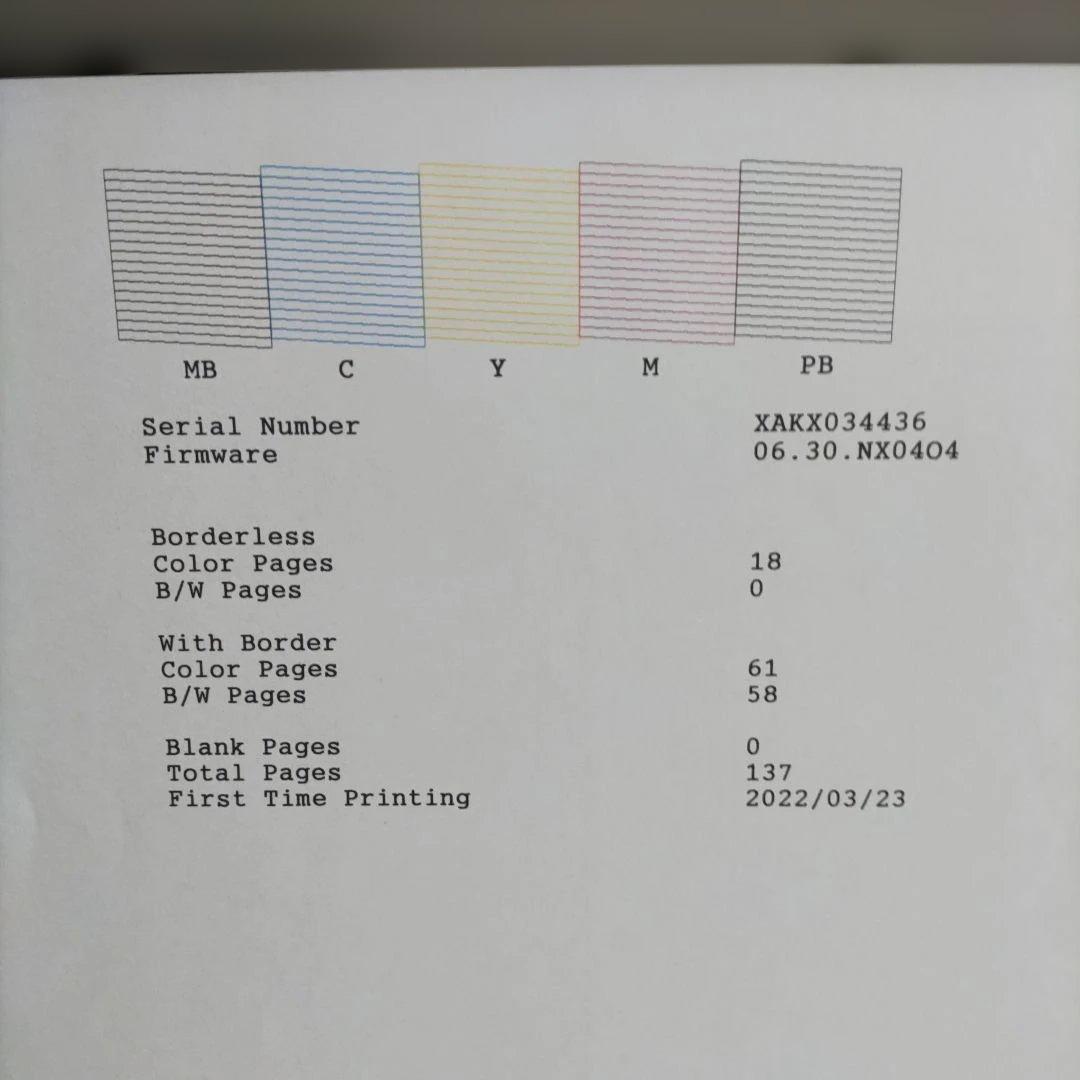 MB C Y M PB
Serial Number XAKX034436
Firmware 06.30.NX04O4
Borderless
Color Pages 18
B/W Pages 0
With Border
Color Pages 61
B/W Pages 58
Blank Pages 0
Total Pages 137
First Time Printing 2022/03/23